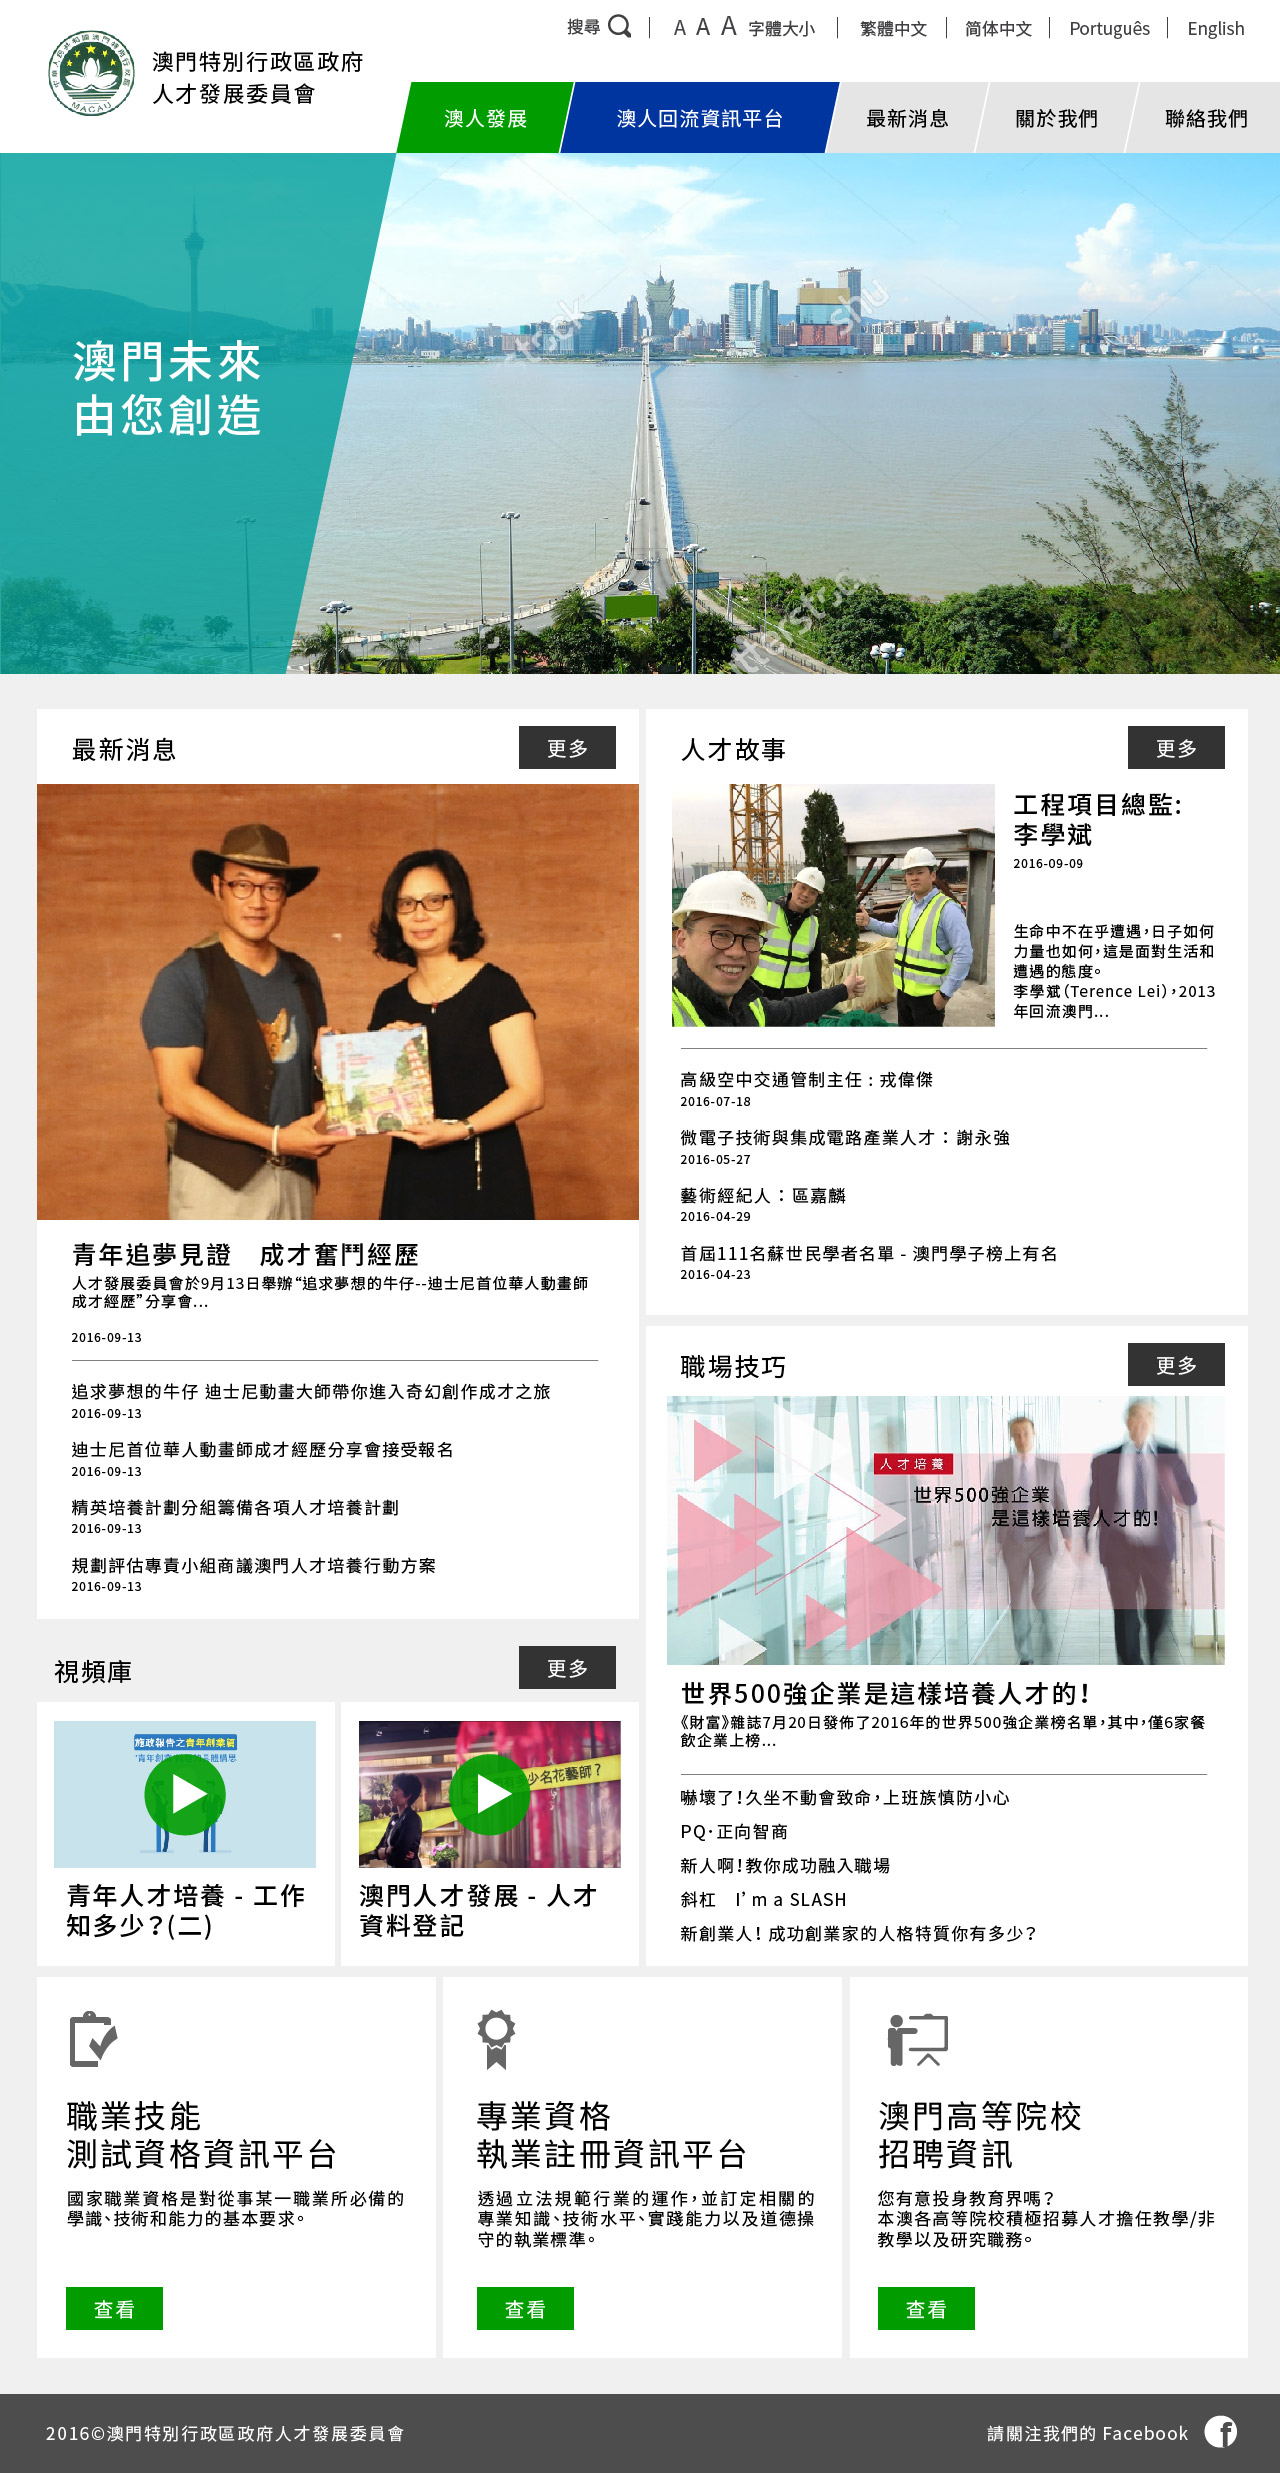 搜尋
A A A 字體大小
繁體中文
简体中文
Português
English
澳門特別行政區政府
人才發展委員會
澳人發展
澳人回流資訊平台
最新消息
關於我們
聯絡我們
澳門未來
由您創造
最新消息
更多
青年追夢見證　成才奮鬥經歷
人才發展委員會於9月13日舉辦“追求夢想的牛仔--迪士尼首位華人動畫師
成才經歷”分享會...
2016-09-13
追求夢想的牛仔 迪士尼動畫大師帶你進入奇幻創作成才之旅
2016-09-13
迪士尼首位華人動畫師成才經歷分享會接受報名
2016-09-13
精英培養計劃分組籌備各項人才培養計劃
2016-09-13
規劃評估專責小組商議澳門人才培養行動方案
2016-09-13
人才故事
更多
工程項目總監:
李學斌
2016-09-09
生命中不在乎遭遇，日子如何
力量也如何，這是面對生活和
遭遇的態度。
李學斌（Terence Lei），2013
年回流澳門...
高級空中交通管制主任 : 戎偉傑
2016-07-18
微電子技術與集成電路產業人才：謝永強
2016-05-27
藝術經紀人：區嘉麟
2016-04-29
首屆111名蘇世民學者名單 - 澳門學子榜上有名
2016-04-23
職場技巧
更多
人才培養
世界500強企業
是這樣培養人才的!
世界500強企業是這樣培養人才的！
《財富》雜誌7月20日發佈了2016年的世界500強企業榜名單，其中，僅6家餐
飲企業上榜...
嚇壞了！久坐不動會致命，上班族慎防小心
PQ·正向智商
新人啊！教你成功融入職場
斜杠　I’m a SLASH
新創業人！ 成功創業家的人格特質你有多少？
視頻庫
更多
施政報告之青年創業篇
多少名花藝師？
青年人才培養 - 工作
知多少？(二)
澳門人才發展 - 人才
資料登記
職業技能
測試資格資訊平台
國家職業資格是對從事某一職業所必備的
學識、技術和能力的基本要求。
查看
專業資格
執業註冊資訊平台
透過立法規範行業的運作，並訂定相關的
專業知識、技術水平、實踐能力以及道德操
守的執業標準。
查看
澳門高等院校
招聘資訊
您有意投身教育界嗎？
本澳各高等院校積極招募人才擔任教學/非
教學以及研究職務。
查看
2016©澳門特別行政區政府人才發展委員會
請關注我們的 Facebook